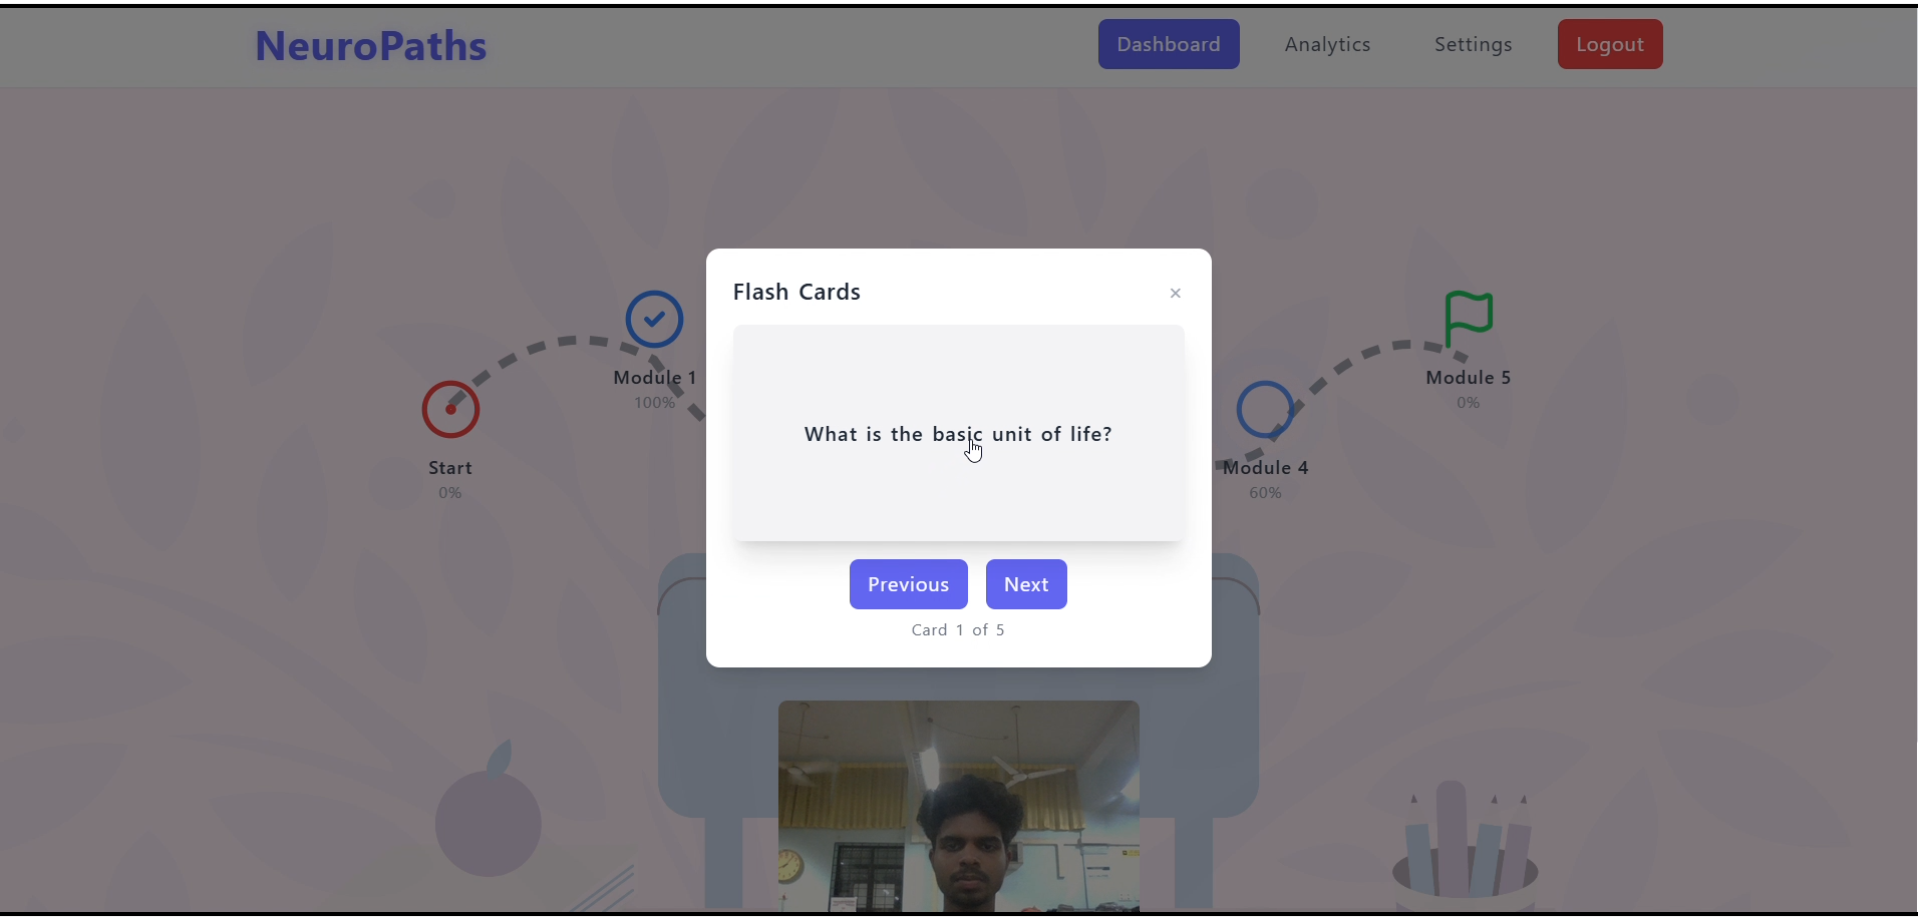 NeuroPaths
Dashboard
Analytics
Settings
Logout
Flash Cards
×
What is the basic unit of life?
Previous
Next
Card 1 of 5
Start
0%
Module 1
100%
Module 4
60%
Module 5
0%